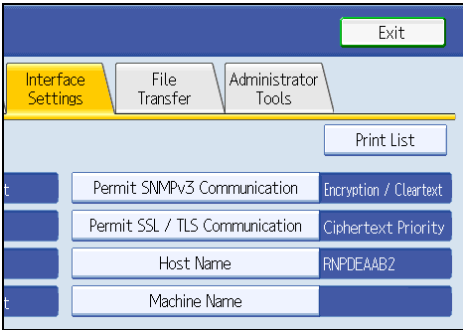 Exit
Interface
Settings
File
Transfer
Administrator
Tools
Print List
t
Permit SNMPv3 Communication
Encryption / Cleartext
Permit SSL / TLS Communication
Ciphertext Priority
Host Name
RNPDEAAB2
t
Machine Name